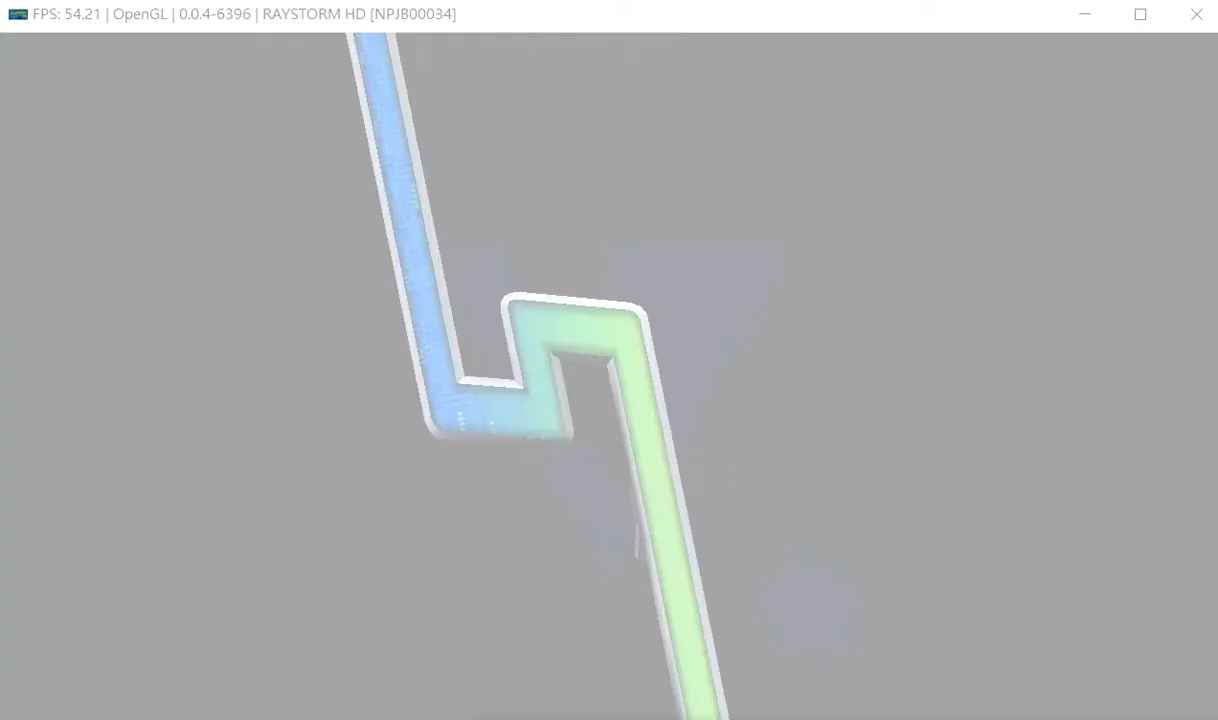 FPS: 54.21 | OpenGL | 0.0.4-6396 | RAYSTORM HD [NPJB00034]